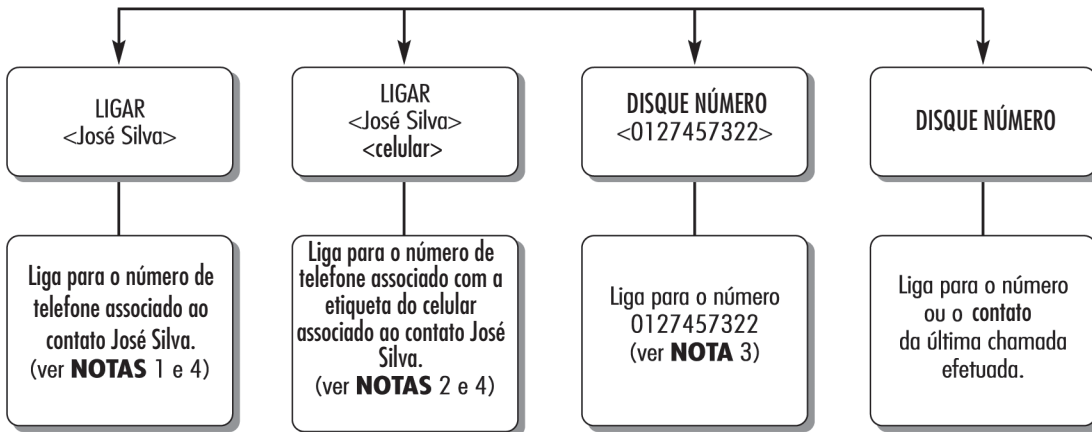 LIGAR
<José Silva>
LIGAR
<José Silva>
<celular>
DISQUE NÚMERO
<0127457322>
DISQUE NÚMERO
Liga para o número de
telefone associado ao
contato José Silva.
(ver NOTAS 1 e 4)
Liga para o número de
telefone associado com a
etiqueta do celular
associado ao contato José
Silva.
(ver NOTAS 2 e 4)
Liga para o número
0127457322
(ver NOTA 3)
Liga para o número
ou o contato
da última chamada
efetuada.